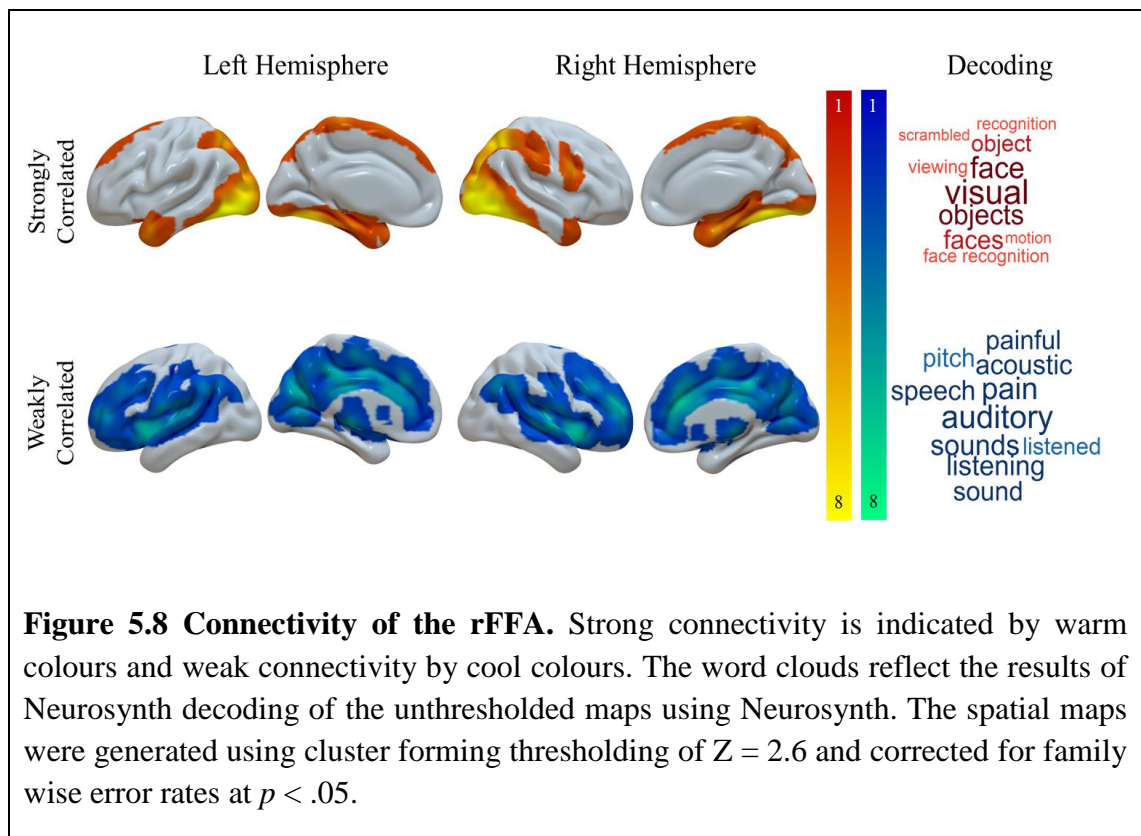 Left Hemisphere
Right Hemisphere
Decoding
Strongly
Correlated
1
1
recognition
scrambled
object
viewing
face
visual
objects
faces
motion
face recognition
Weakly
Correlated
painful
pitch
acoustic
speech
pain
auditory
sounds
listened
listening
sound
8
8
Figure 5.8 Connectivity of the rFFA. Strong connectivity is indicated by warm
colours and weak connectivity by cool colours. The word clouds reflect the results of
Neurosynth decoding of the unthresholded maps using Neurosynth. The spatial maps
were generated using cluster forming thresholding of Z = 2.6 and corrected for family
wise error rates at p < .05.